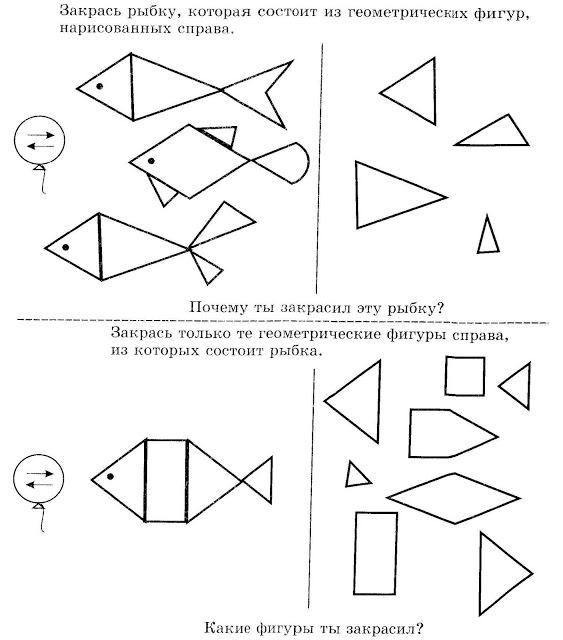 Закрась рыбку, которая состоит из геометрических фигур,
нарисованных справа.
Почему ты закрасил эту рыбку?
Закрась только те геометрические фигуры справа,
из которых состоит рыбка.
Какие фигуры ты закрасил?